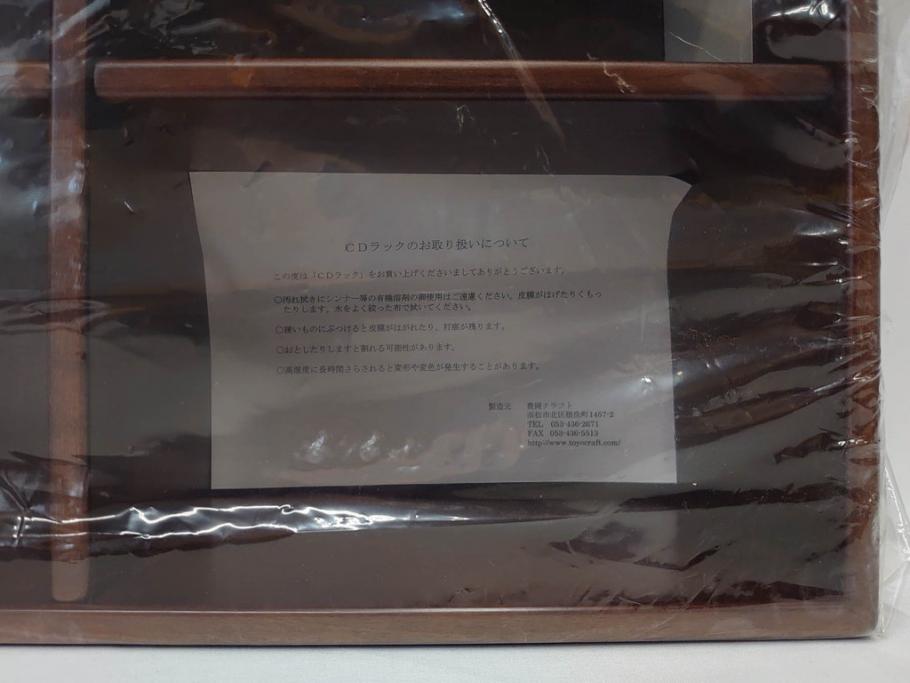 ＣＤラックのお取り扱いについて
この度は「ＣＤラック」をお買い上げくださいましてありがとうございます。
○汚れ拭きにシンナー等の有機溶剤の御使用はご遠慮ください。皮膜がはげたりくもっ
たりします。水をよく絞った布で拭いてください。
○硬いものにぶつけると皮膜がはがれたり、打痕が残ります。
○おとしたりしますと割れる可能性があります。
○高湿度に長時間さらされると変形や変色が発生することがあります。
製造元 豊岡クラフト
浜松市北区根洗町1467-2
TEL 053-436-2671
FAX 053-436-5513
http://www.toyocraft.com/